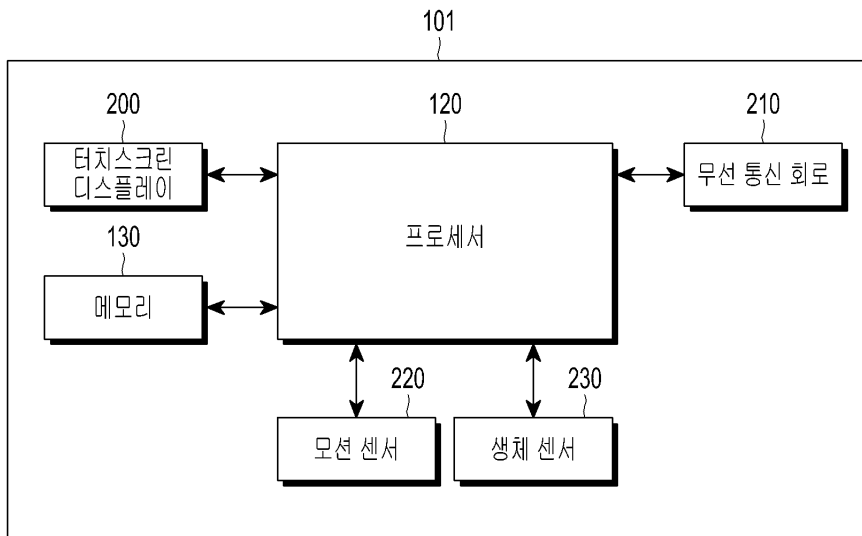 101
200
120
210
터치스크린
디스플레이
프로세서
무선 통신 회로
130
메모리
220
230
모션 센서
생체 센서